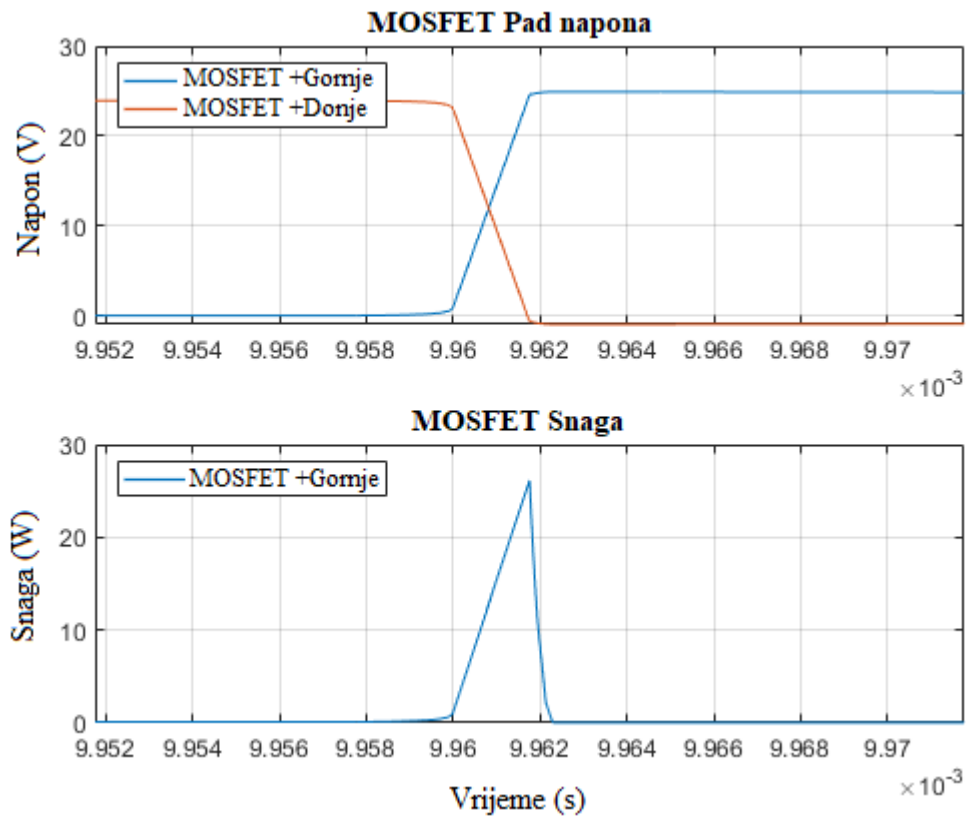 MOSFET Pad napona
30
20
10
0
Napon (V)
MOSFET +Gornje
MOSFET +Donje
9.952 9.954 9.956 9.958 9.96 9.962 9.964 9.966 9.968 9.97
×10⁻³
MOSFET Snaga
30
20
10
0
Snaga (W)
MOSFET +Gornje
9.952 9.954 9.956 9.958 9.96 9.962 9.964 9.966 9.968 9.97
×10⁻³
Vrijeme (s)